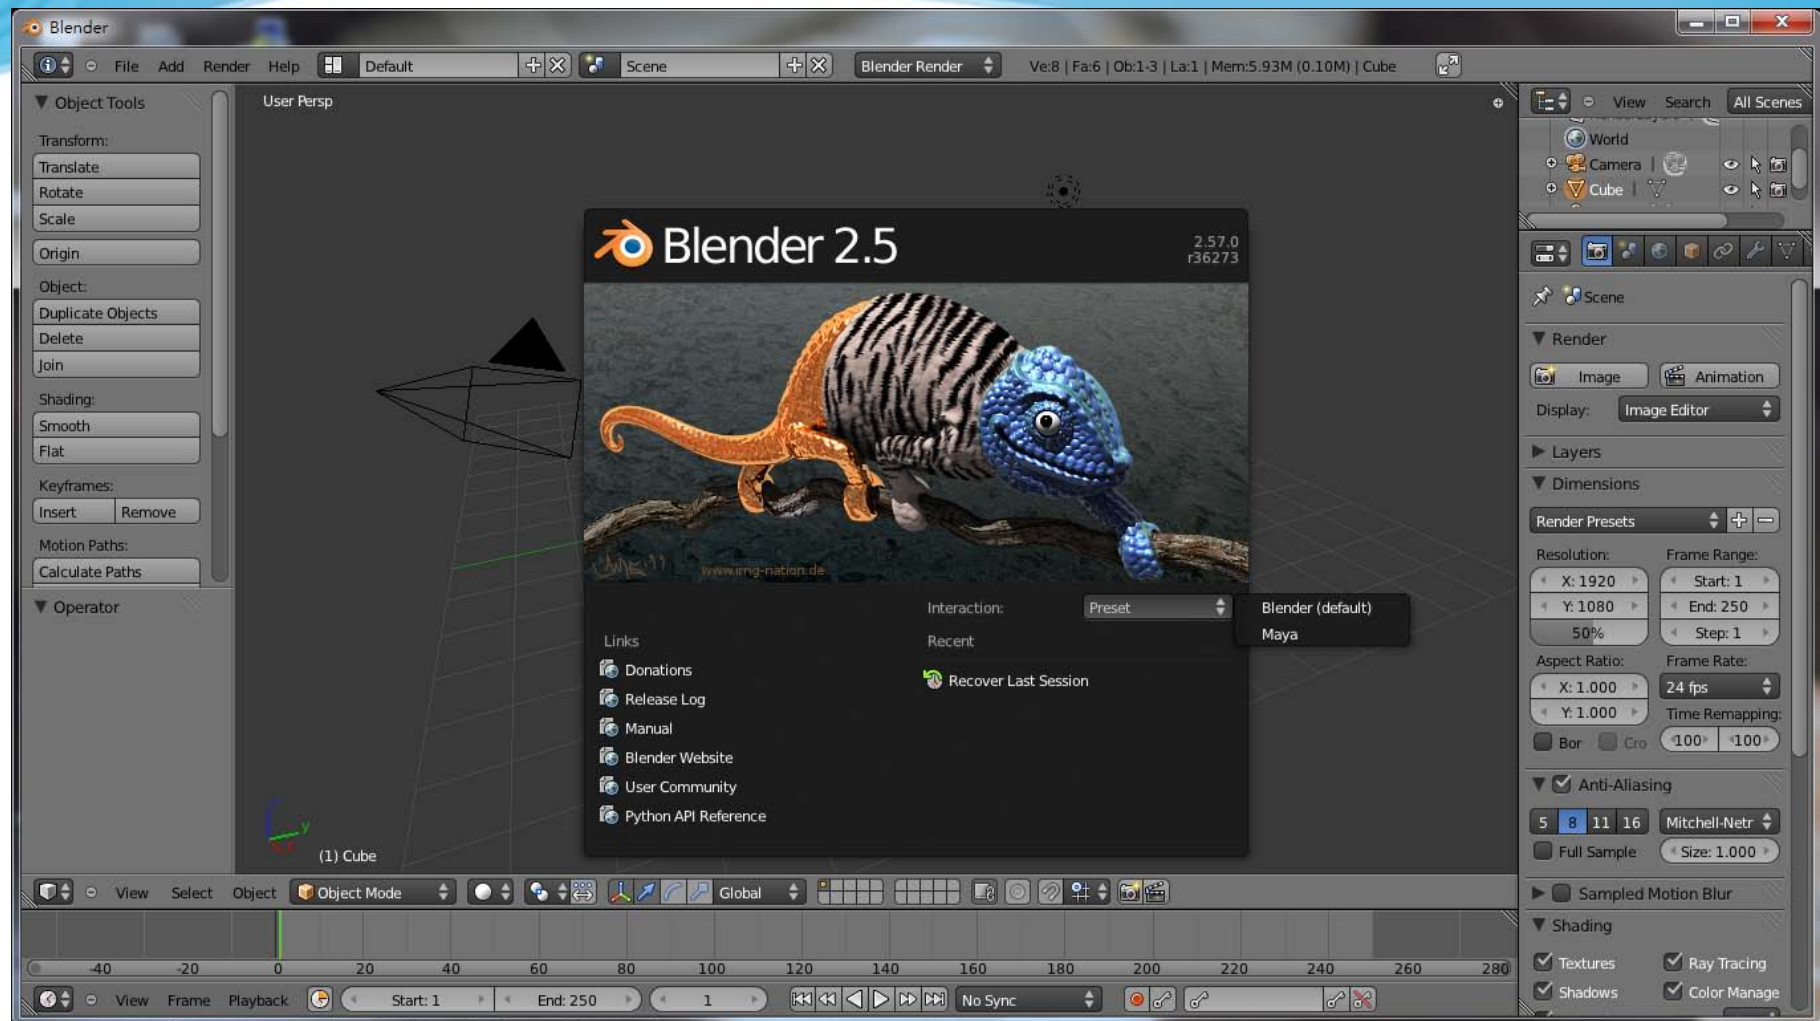 Blender
File Add Render Help Default Scene Blender Render Ve:8 | Fa:6 | Ob:1-3 | La:1 | Mem:5.93M (0.10M) | Cube
Object Tools
Transform:
Translate
Rotate
Scale
Origin
Object:
Duplicate Objects
Delete
Join
Shading:
Smooth
Flat
Keyframes:
Insert Remove
Motion Paths:
Calculate Paths
Operator
User Persp
Blender 2.5
2.57.0
r36273
www.img-nation.de
Interaction: Preset
Blender (default)
Maya
Links
Donations
Release Log
Manual
Blender Website
User Community
Python API Reference
Recent
Recover Last Session
y
(1) Cube
View Search All Scenes
World
Camera
Cube
Scene
Render
Image Animation
Display: Image Editor
Layers
Dimensions
Render Presets
Resolution: Frame Range:
X: 1920 Start: 1
Y: 1080 End: 250
50% Step: 1
Aspect Ratio: Frame Rate:
X: 1.000 24 fps
Y: 1.000 Time Remapping:
Bor Cro 100 100
Anti-Aliasing
5 8 11 16 Mitchell-Netr
Full Sample Size: 1.000
Sampled Motion Blur
Shading
Textures Ray Tracing
Shadows Color Manage
View Select Object Object Mode Global
-40 -20 0 20 40 60 80 100 120 140 160 180 200 220 240 260 280
View Frame Playback Start: 1 End: 250 1 No Sync